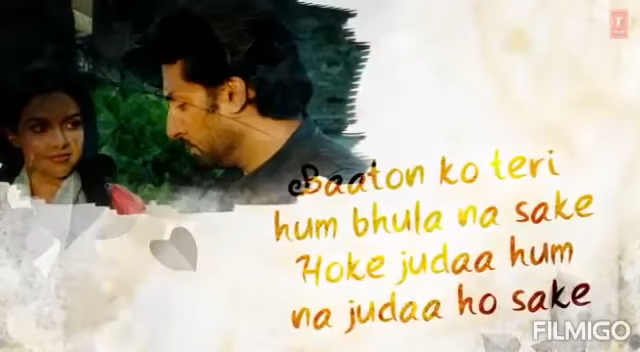 Baaton ko teri
hum bhula na sake
Hoke judaa hum
na judaa ho sake
FILMIGO